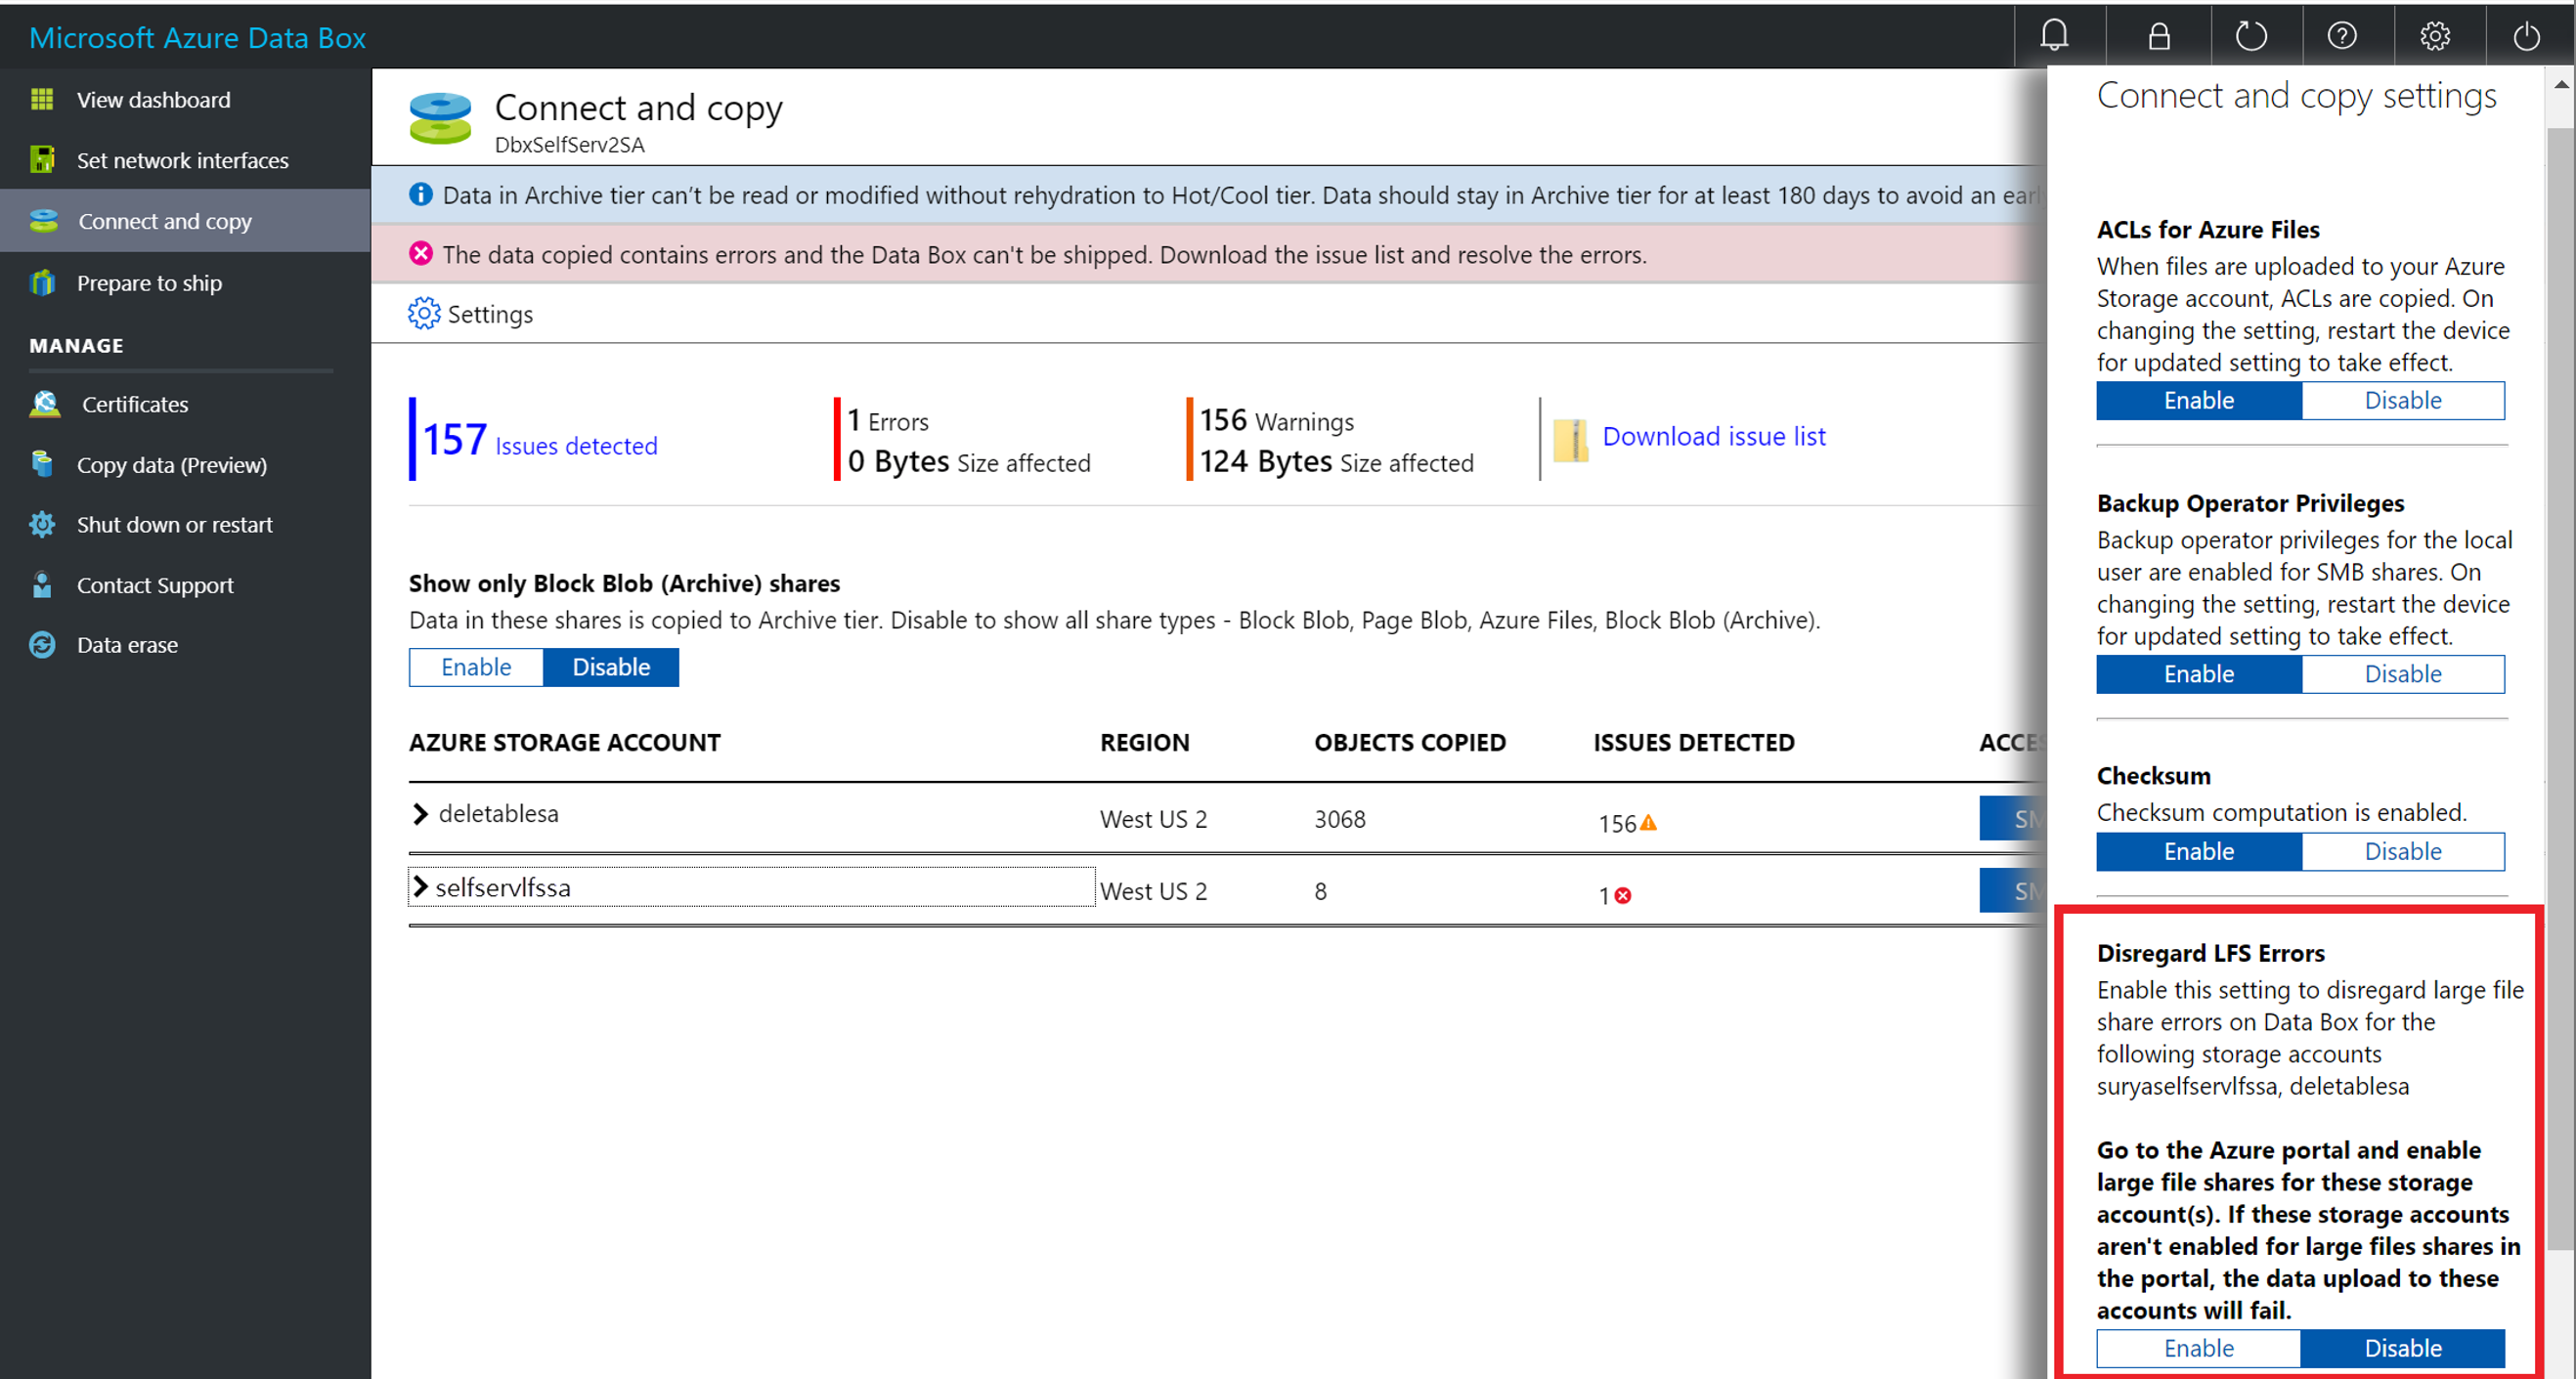 Microsoft Azure Data Box
View dashboard
Set network interfaces
Connect and copy
Prepare to ship
MANAGE
Certificates
Copy data (Preview)
Shut down or restart
Contact Support
Data erase
Connect and copy
DbxSelfServ2SA
Data in Archive tier can't be read or modified without rehydration to Hot/Cool tier. Data should stay in Archive tier for at least 180 days to avoid an
The data copied contains errors and the Data Box can't be shipped. Download the issue list and resolve the errors.
Settings
157 Issues detected
1 Errors
0 Bytes Size affected
156 Warnings
124 Bytes Size affected
Download issue list
Show only Block Blob (Archive) shares
Data in these shares is copied to Archive tier. Disable to show all share types - Block Blob, Page Blob, Azure Files, Block Blob (Archive).
Enable Disable
AZURE STORAGE ACCOUNT REGION OBJECTS COPIED ISSUES DETECTED
deletablesa West US 2 3068 156
selfservlfssa West US 2 8 1
Connect and copy settings
ACLs for Azure Files
When files are uploaded to your Azure
Storage account, ACLs are copied. On
changing the setting, restart the device
for updated setting to take effect.
Enable Disable
Backup Operator Privileges
Backup operator privileges for the local
user are enabled for SMB shares. On
changing the setting, restart the device
for updated setting to take effect.
Enable Disable
Checksum
Checksum computation is enabled.
Enable Disable
Disregard LFS Errors
Enable this setting to disregard large file
share errors on Data Box for the
following storage accounts
suryaselfservlfssa, deletablesa
Go to the Azure portal and enable
large file shares for these storage
account(s). If these storage accounts
aren't enabled for large files shares in
the portal, the data upload to these
accounts will fail.
Enable Disable